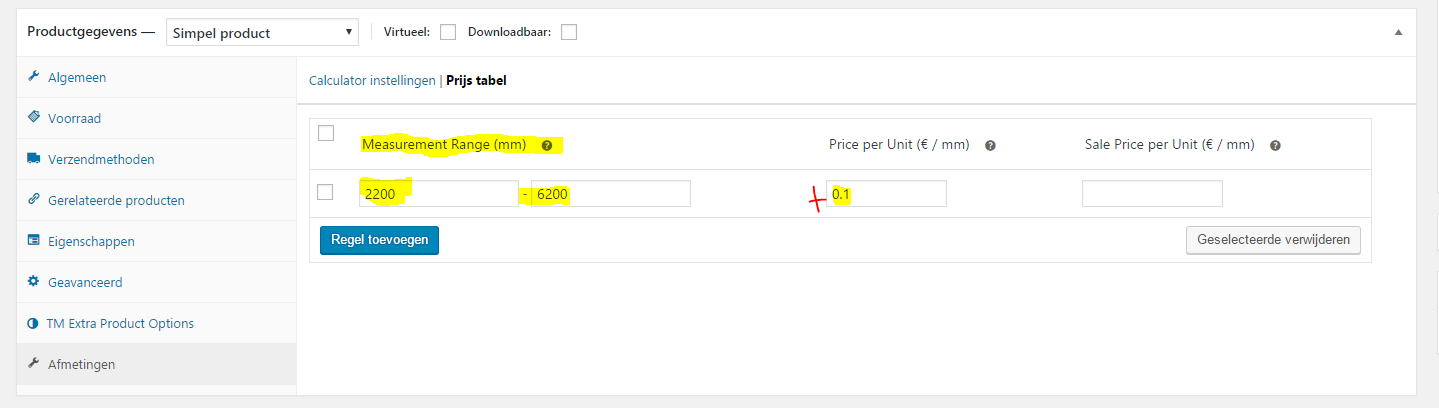 Productgegevens — Simpel product Virtueel: Downloadbaar:
Algemeen
Voorraad
Verzendmethoden
Gerelateerde producten
Eigenschappen
Geavanceerd
TM Extra Product Options
Afmetingen
Calculator instellingen | Prijs tabel
Measurement Range (mm) Price per Unit (€ / mm) Sale Price per Unit (€ / mm)
2200 - 6200 + 0.1
Regel toevoegen Geselecteerde verwijderen